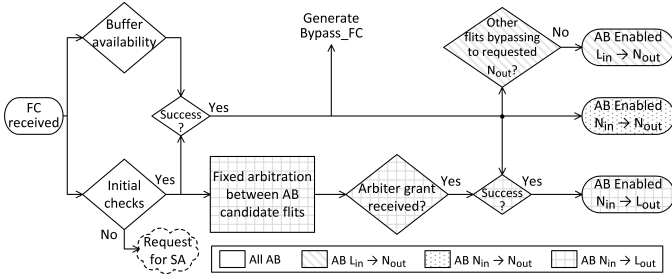 Buffer
availability
Generate
Bypass_FC
Other
flits bypassing
to requested
Nout?
No
AB Enabled
Lin → Nout
FC
received
Success
?
Yes
AB Enabled
Nin → Nout
Initial
checks
Yes
No
Request
for SA
Fixed arbitration
between AB
candidate flits
Arbiter grant
received?
Yes
Success
?
Yes
AB Enabled
Nin → Lout
All AB
AB Lin → Nout
AB Nin → Nout
AB Nin → Lout